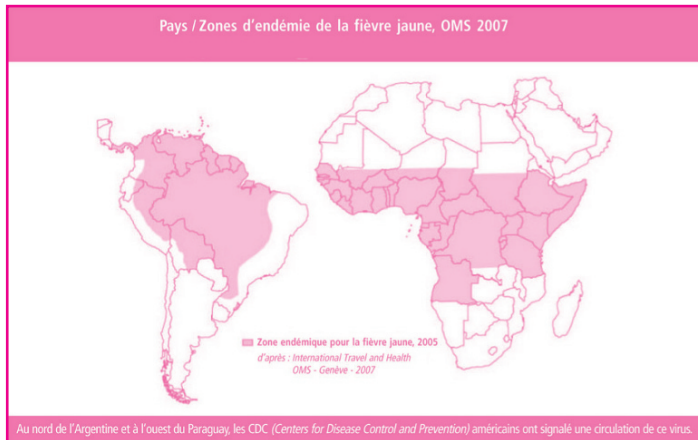 Pays / Zones d'endémie de la fièvre jaune, OMS 2007
Zone endémique pour la fièvre jaune, 2005
d'après : International Travel and Health
OMS - Genève - 2007
Au nord de l'Argentine et à l'ouest du Paraguay, les CDC (Centers for Disease Control and Prevention) américains ont signalé une circulation de ce virus.